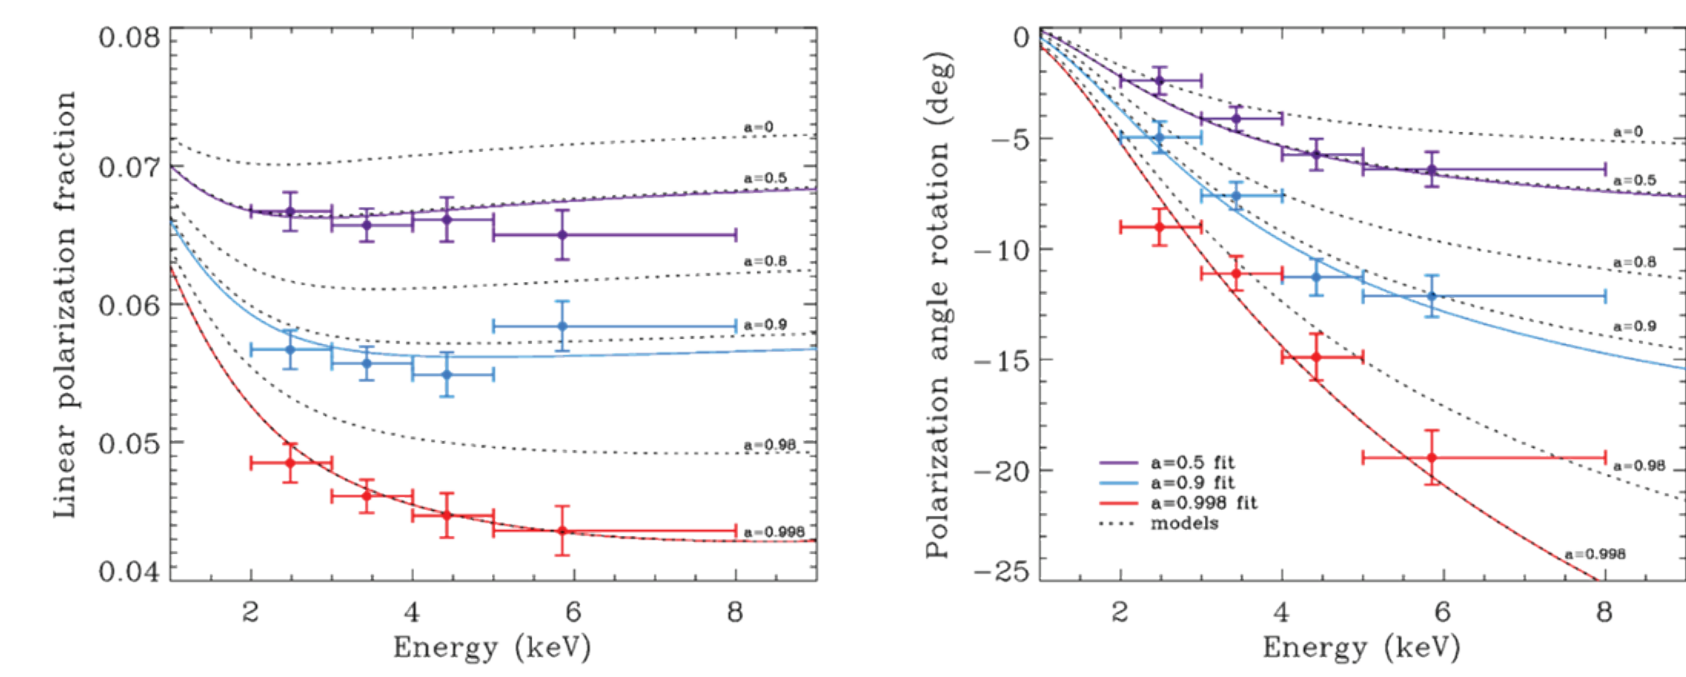 Linear polarization fraction
0.08
0.07
0.06
0.05
0.04
a=0
a=0.5
a=0.8
a=0.9
a=0.98
a=0.998
2 4 6 8
Energy (keV)
Polarization angle rotation (deg)
0
−5
−10
−15
−20
−25
a=0
a=0.5
a=0.8
a=0.9
a=0.98
a=0.998
a=0.5 fit
a=0.9 fit
a=0.998 fit
models
2 4 6 8
Energy (keV)